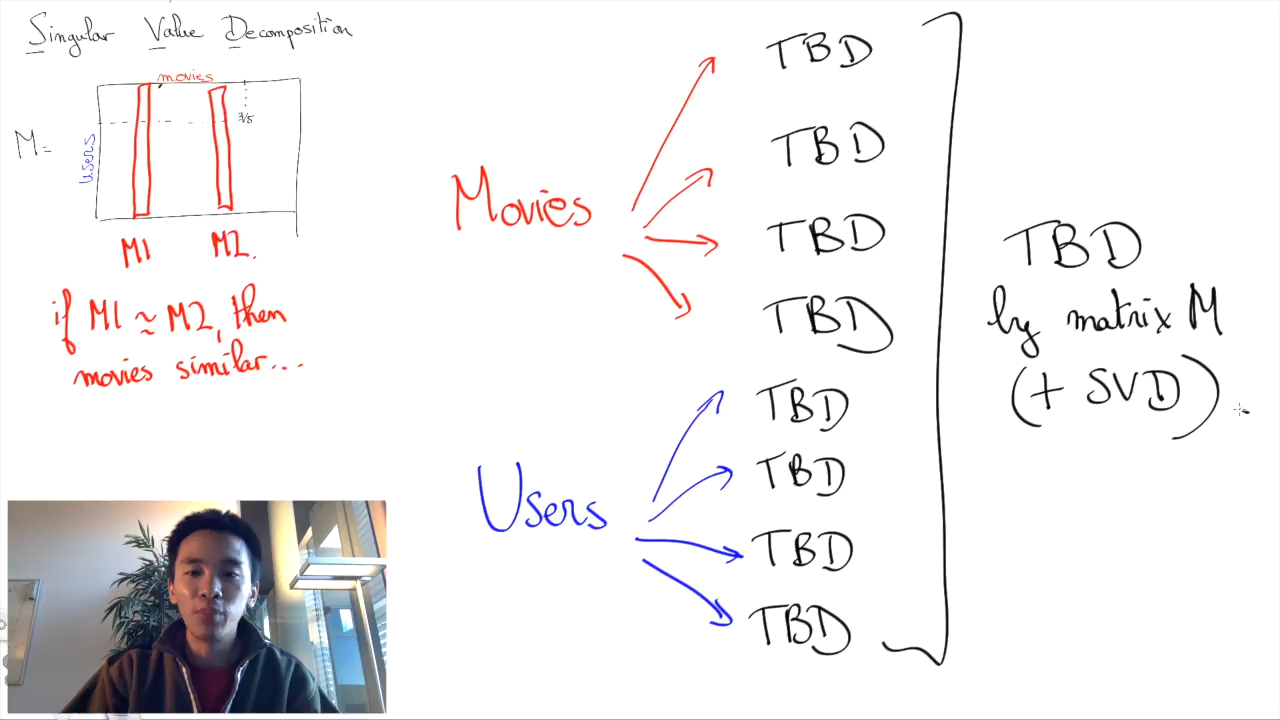 Singular Value Decomposition
movies
M=
users
3/5
M1 M2.
if M1 ≈ M2, then
movies similar...
Movies
TBD
TBD
TBD
TBD
Users
TBD
TBD
TBD
TBD
TBD
by matrix M
(+ SVD)